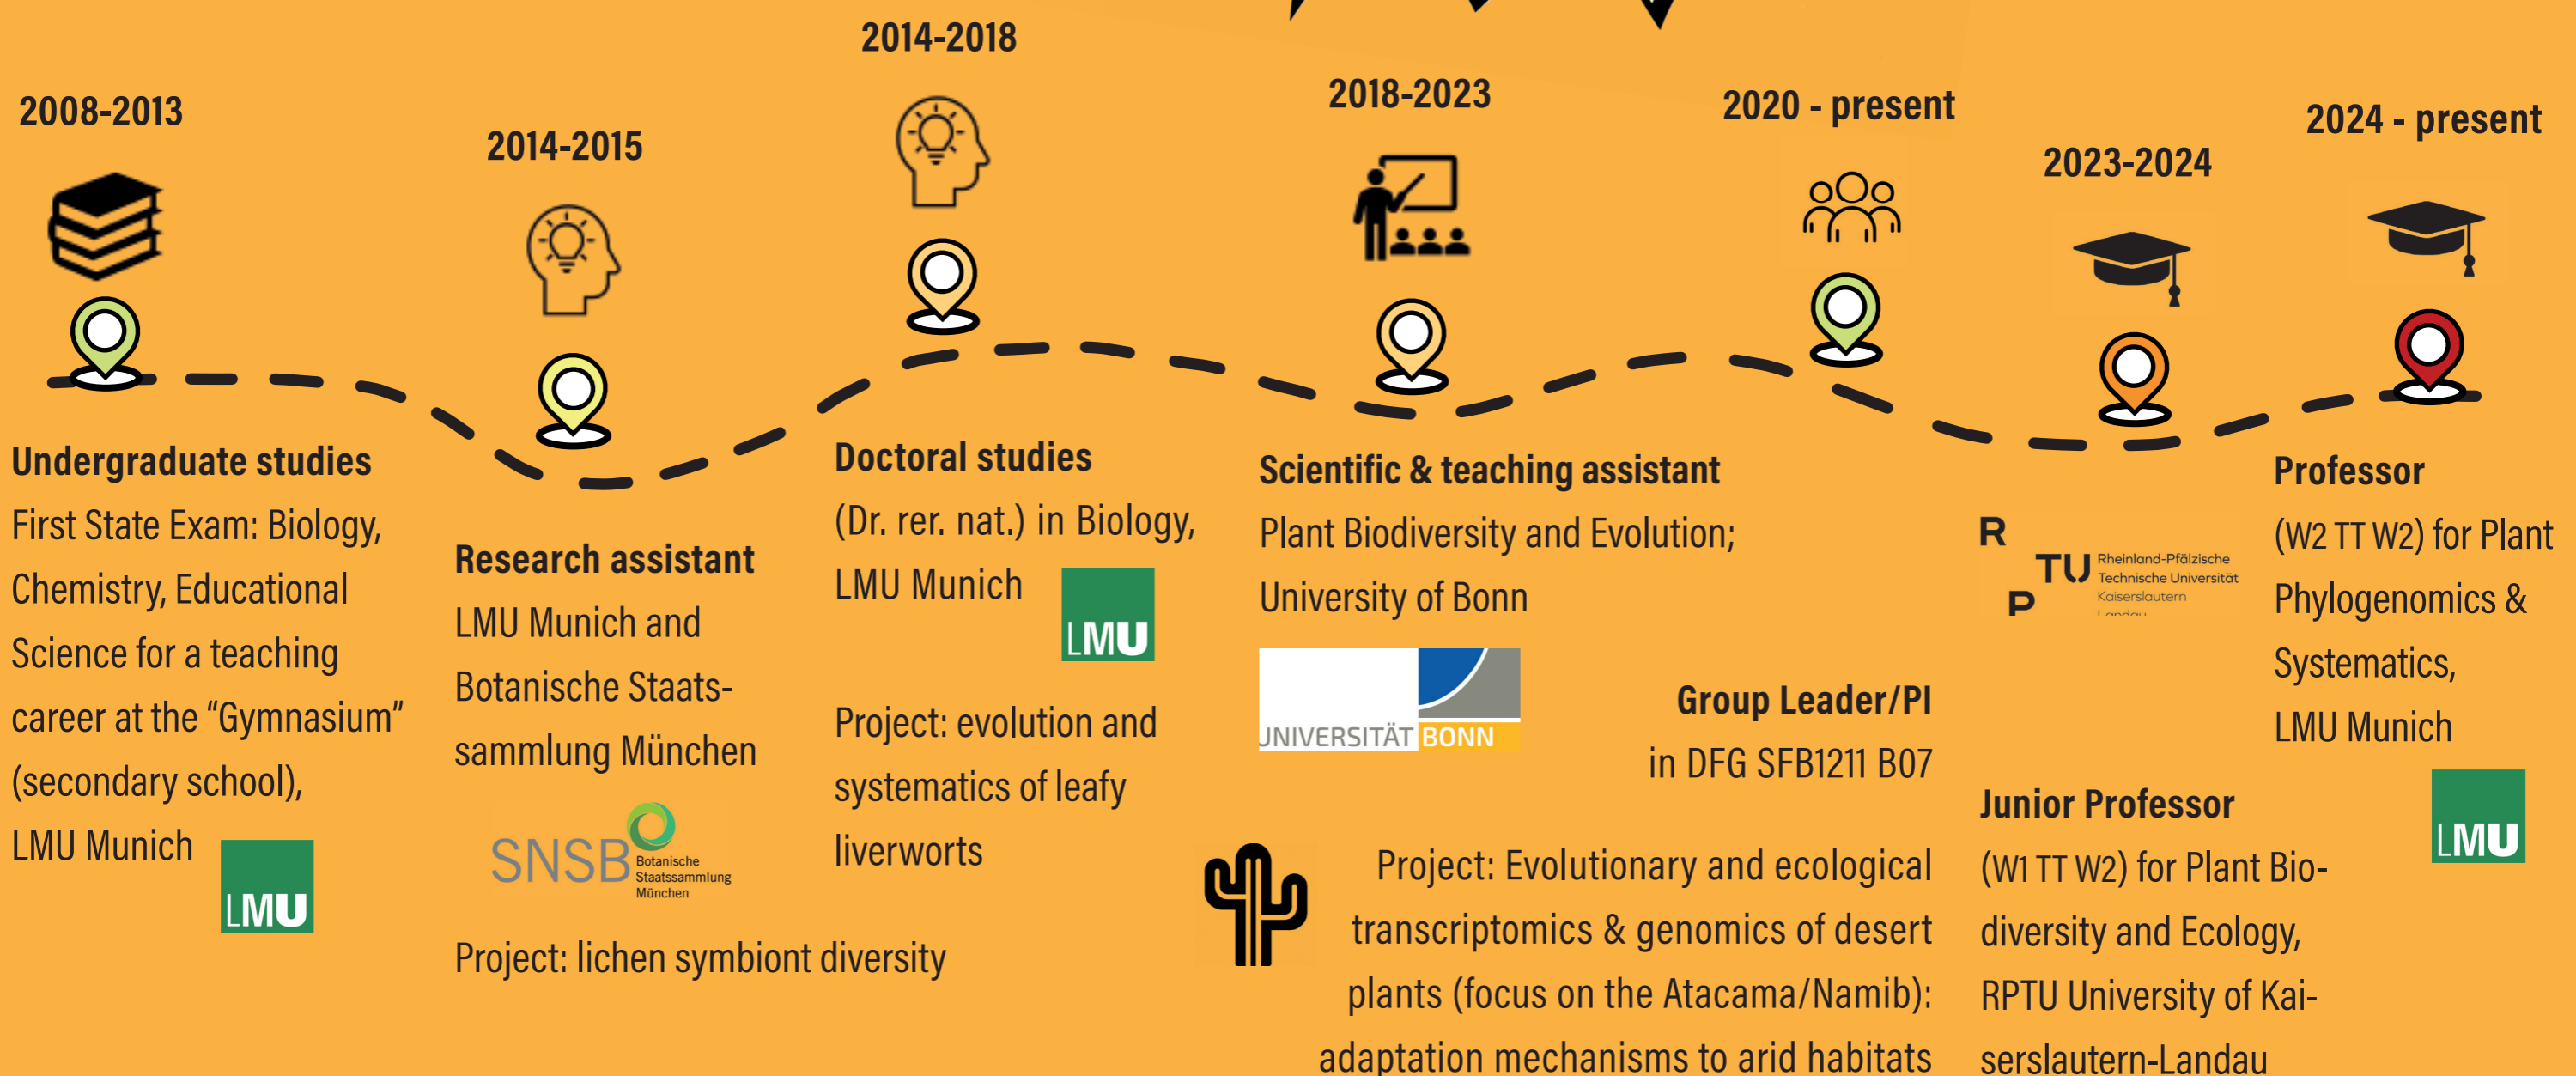 2008-2013
Undergraduate studies
First State Exam: Biology,
Chemistry, Educational
Science for a teaching
career at the “Gymnasium”
(secondary school),
LMU Munich
LMU
2014-2015
Research assistant
LMU Munich and
Botanische Staats-
sammlung München
SNSB
Botanische
Staatssammlung
München
Project: lichen symbiont diversity
2014-2018
Doctoral studies
(Dr. rer. nat.) in Biology,
LMU Munich
LMU
Project: evolution and
systematics of leafy
liverworts
2018-2023
Scientific & teaching assistant
Plant Biodiversity and Evolution;
University of Bonn
UNIVERSITÄT BONN
2020 - present
Group Leader/PI
in DFG SFB1211 B07
Project: Evolutionary and ecological
transcriptomics & genomics of desert
plants (focus on the Atacama/Namib):
adaptation mechanisms to arid habitats
2023-2024
R
P
TU
Rheinland-Pfälzische
Technische Universität
Kaiserslautern
Landau
Junior Professor
(W1 TT W2) for Plant Bio-
diversity and Ecology,
RPTU University of Kai-
serslautern-Landau
2024 - present
Professor
(W2 TT W2) for Plant
Phylogenomics &
Systematics,
LMU Munich
LMU